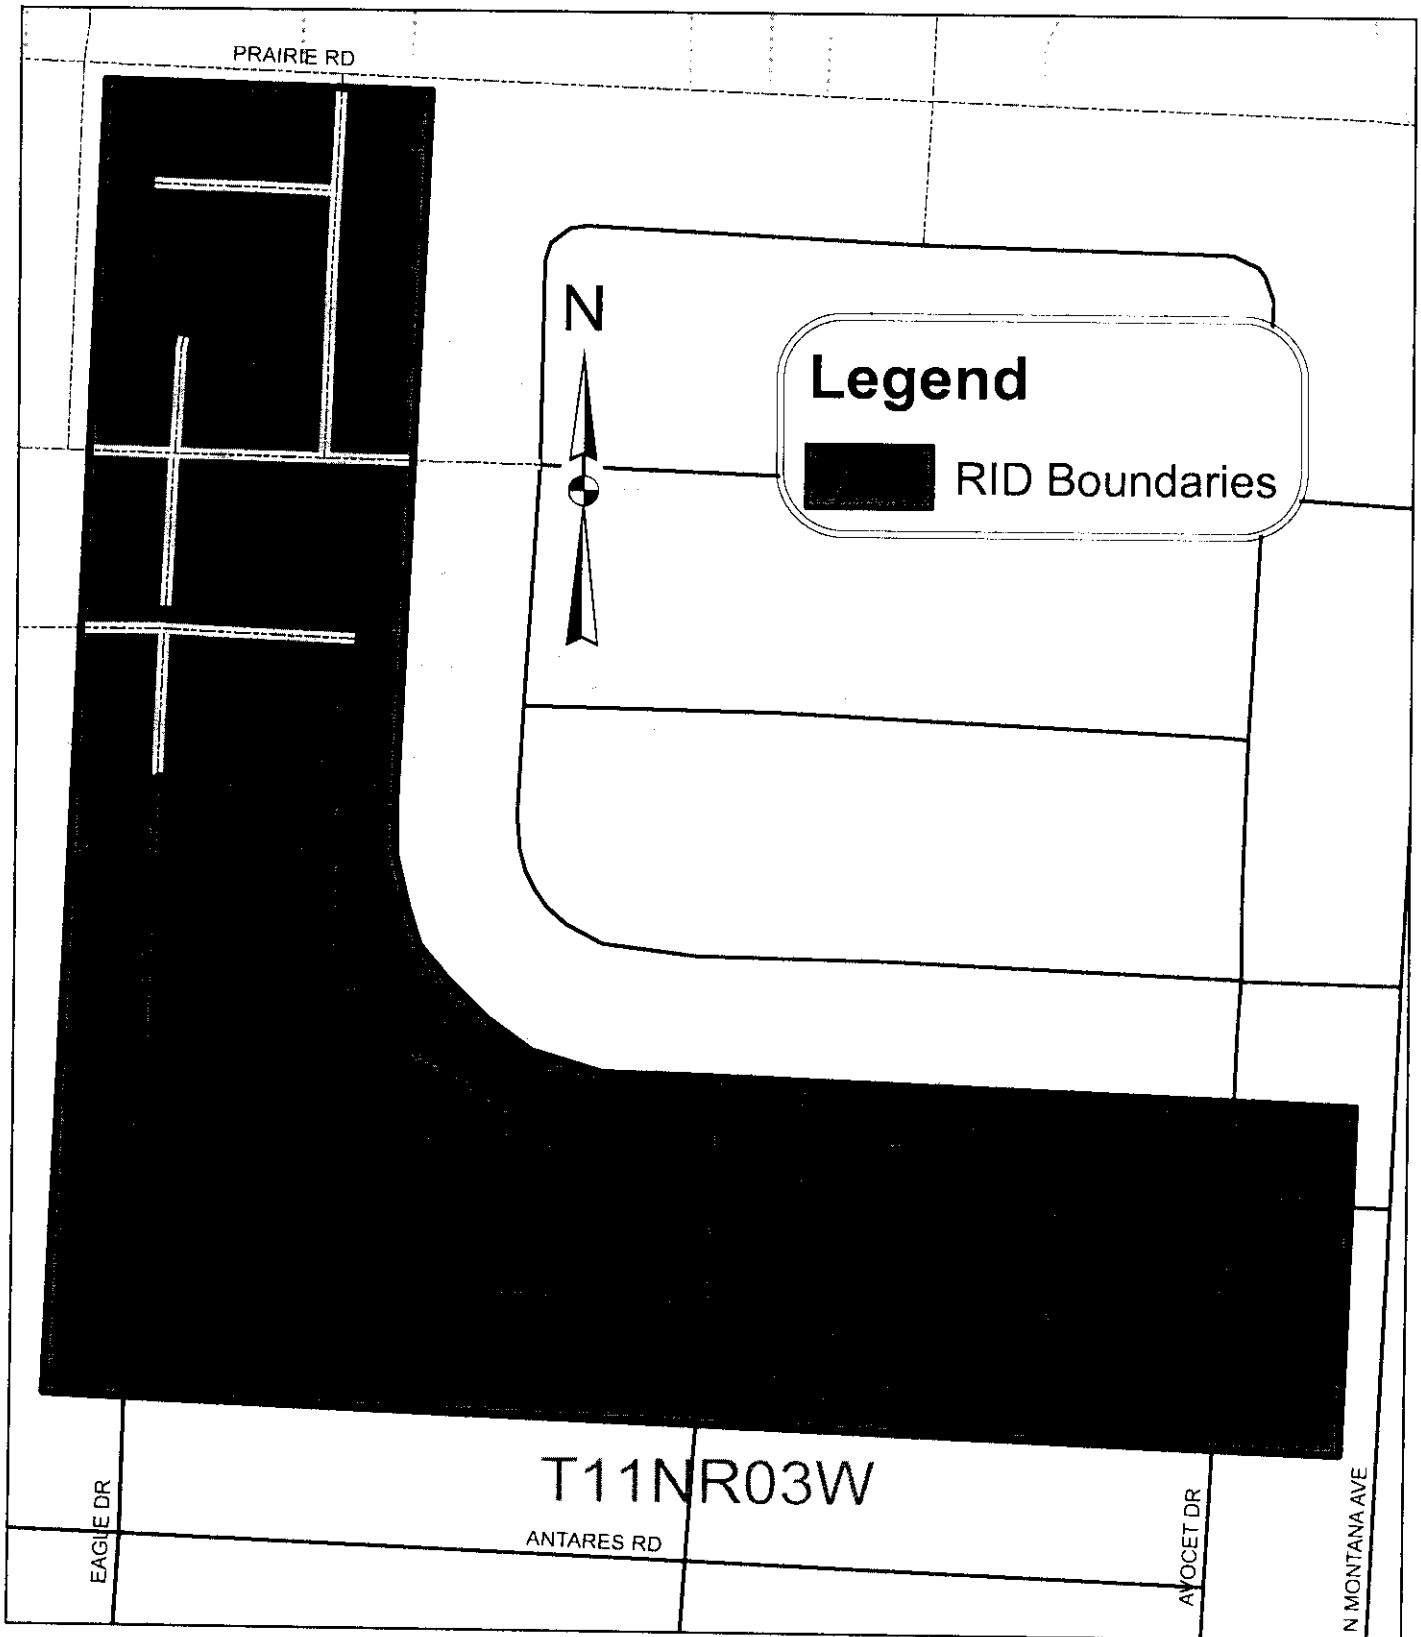 PRAIRIE RD
N
Legend
RID Boundaries
T11NR03W
ANTARES RD
EAGLE DR
AVOCET DR
N MONTANA AVE